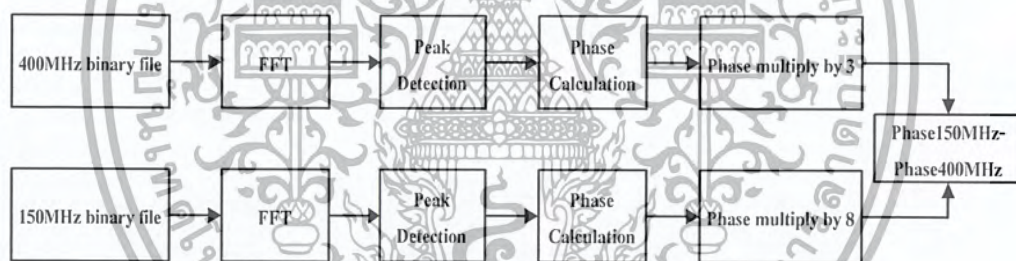 400MHz binary file
FFT
Peak
Detection
Phase
Calculation
Phase multiply by 3
Phase150MHz-
Phase400MHz
150MHz binary file
FFT
Peak
Detection
Phase
Calculation
Phase multiply by 8